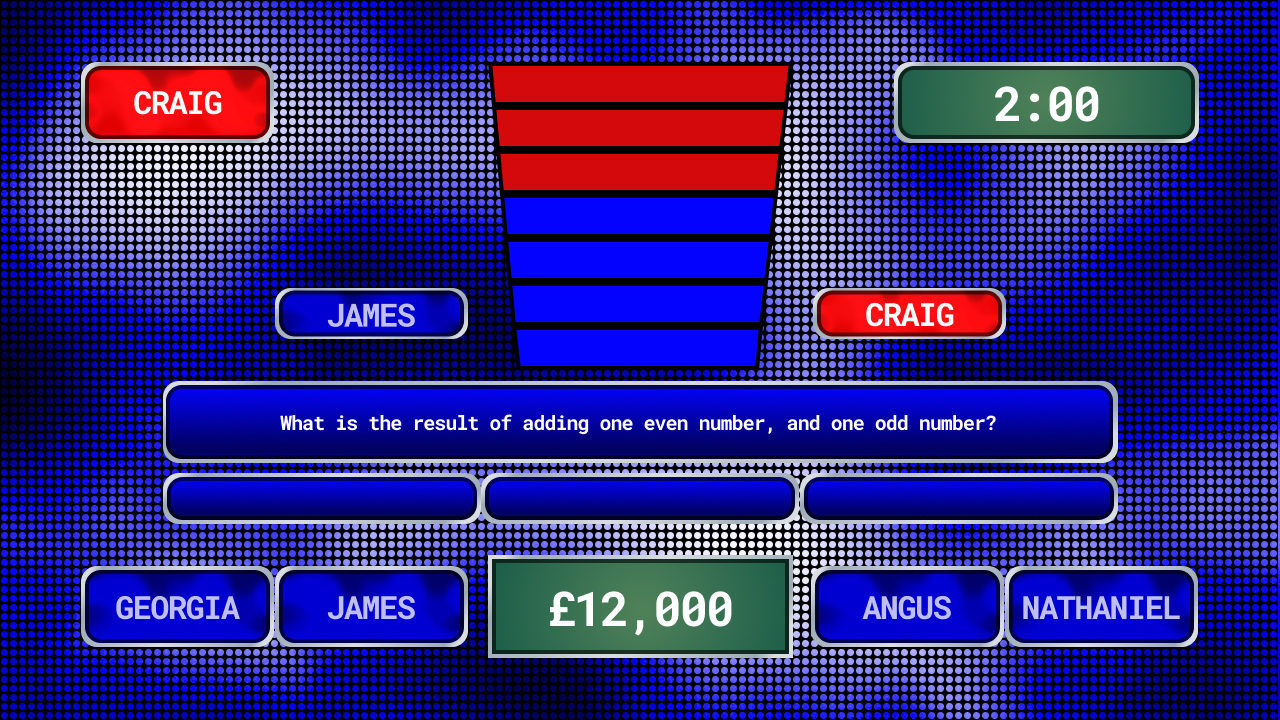 CRAIG
2:00
JAMES
CRAIG
What is the result of adding one even number, and one odd number?
GEORGIA
JAMES
£12,000
ANGUS
NATHANIEL